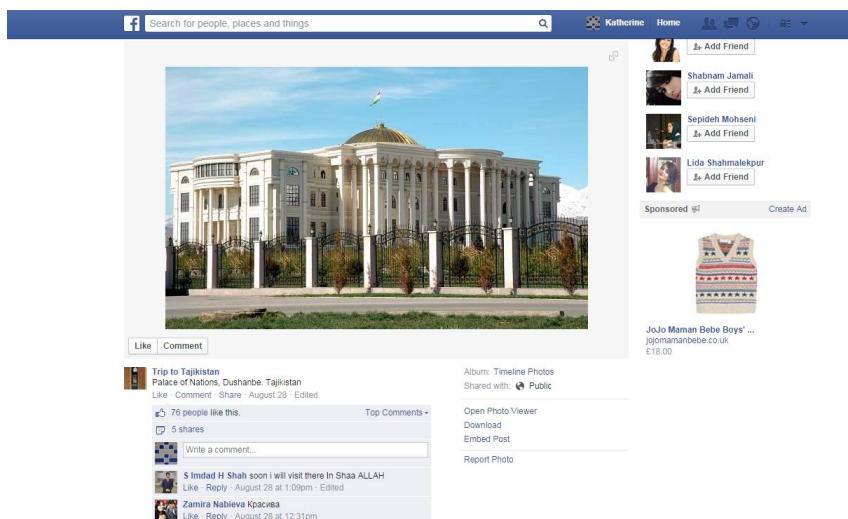 f
Search for people, places and things
Katherine Home
Add Friend
Shabnam Jamali
Add Friend
Sepideh Mohseni
Add Friend
Lida Shahmalekpur
Add Friend
Sponsored Create Ad
JoJo Maman Bebe Boys' ...
jojomamanbebe.co.uk
£18.00
Like Comment
Trip to Tajikistan
Palace of Nations, Dushanbe. Tajikistan
Like · Comment · Share · August 28 · Edited
76 people like this. Top Comments
5 shares
Write a comment...
S Imdad H Shah soon i will visit there In Shaa ALLAH
Like · Reply · August 28 at 1:09pm · Edited
Zamira Nabieva Красива
Like · Reply · August 28 at 12:31pm
Album: Timeline Photos
Shared with: Public
Open Photo Viewer
Download
Embed Post
Report Photo